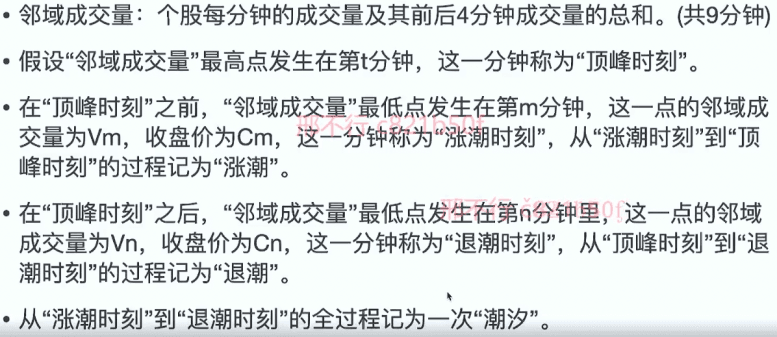 • 邻域成交量：个股每分钟的成交量及其前后4分钟成交量的总和。(共9分钟)
• 假设“邻域成交量”最高点发生在第t分钟，这一分钟称为“顶峰时刻”。
• 在“顶峰时刻”之前，“邻域成交量”最低点发生在第m分钟，这一点的邻域成
交量为Vm，收盘价为Cm，这一分钟称为“涨潮时刻”，从“涨潮时刻”到“顶
峰时刻”的过程记为“涨潮”。
邢不行 c821b50f
• 在“顶峰时刻”之后，“邻域成交量”最低点发生在第n分钟里，这一点的邻域
邢不行 c821b50f
成交量为Vn，收盘价为Cn，这一分钟称为“退潮时刻”，从“顶峰时刻”到“退
潮时刻”的过程记为“退潮”。
• 从“涨潮时刻”到“退潮时刻”的全过程记为一次“潮汐”。